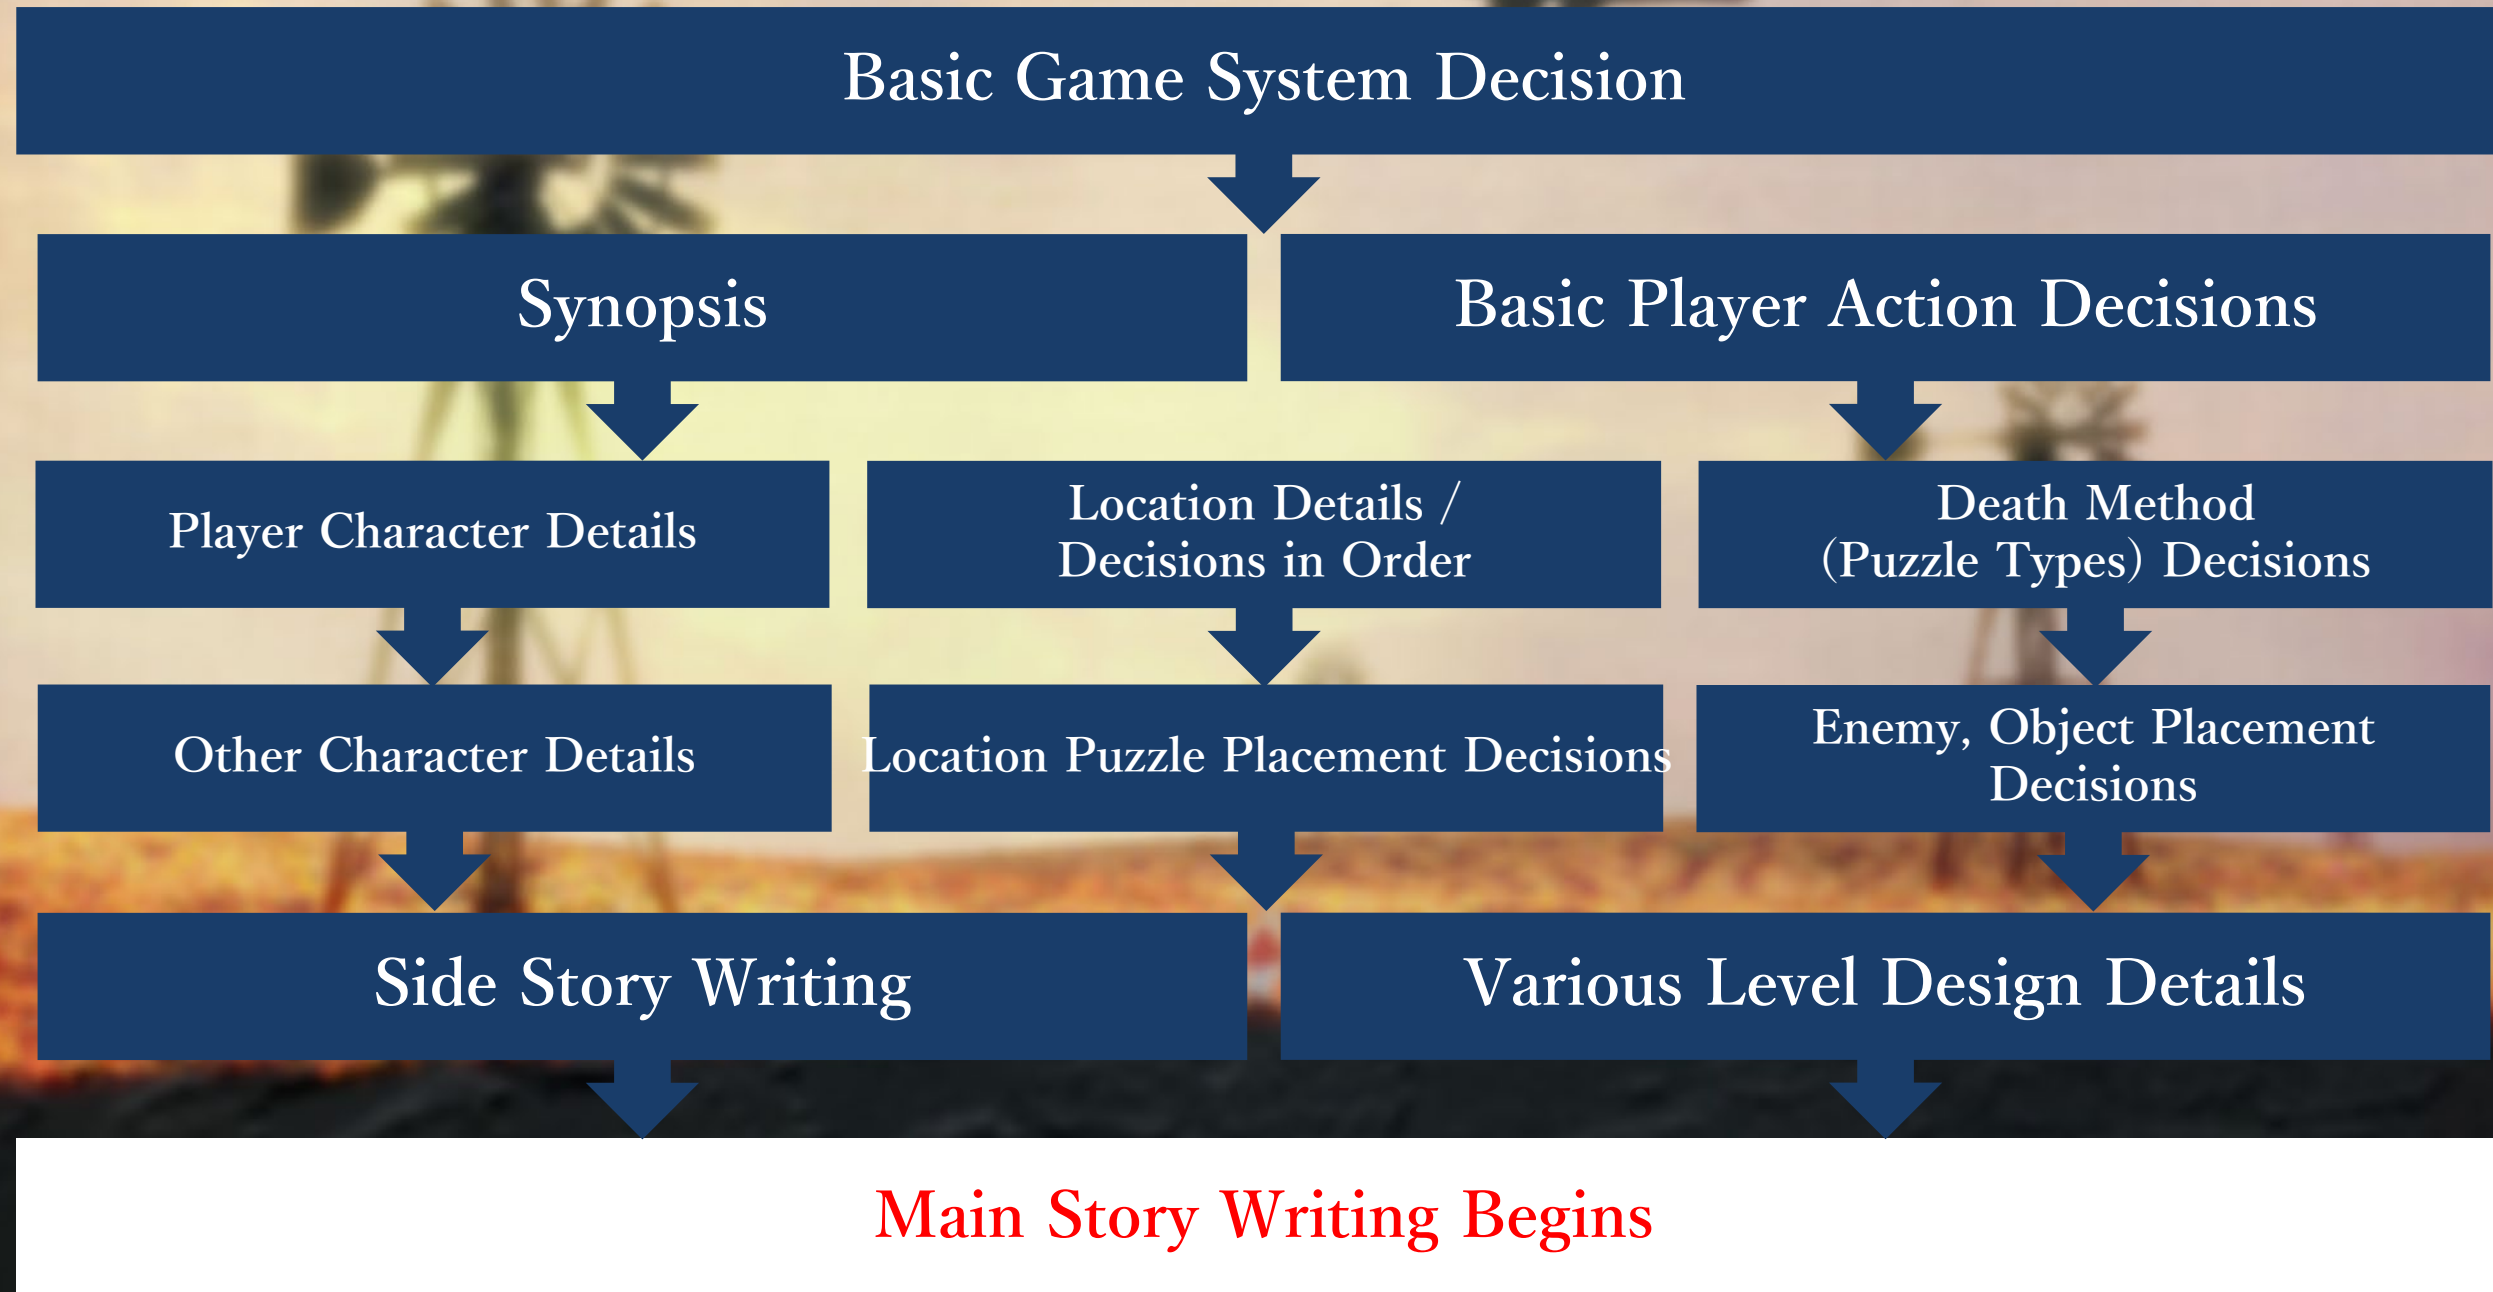 Basic Game System Decision
Synopsis
Basic Player Action Decisions
Player Character Details
Location Details /
Decisions in Order
Death Method
(Puzzle Types) Decisions
Other Character Details
Location Puzzle Placement Decisions
Enemy, Object Placement
Decisions
Side Story Writing
Various Level Design Details
Main Story Writing Begins